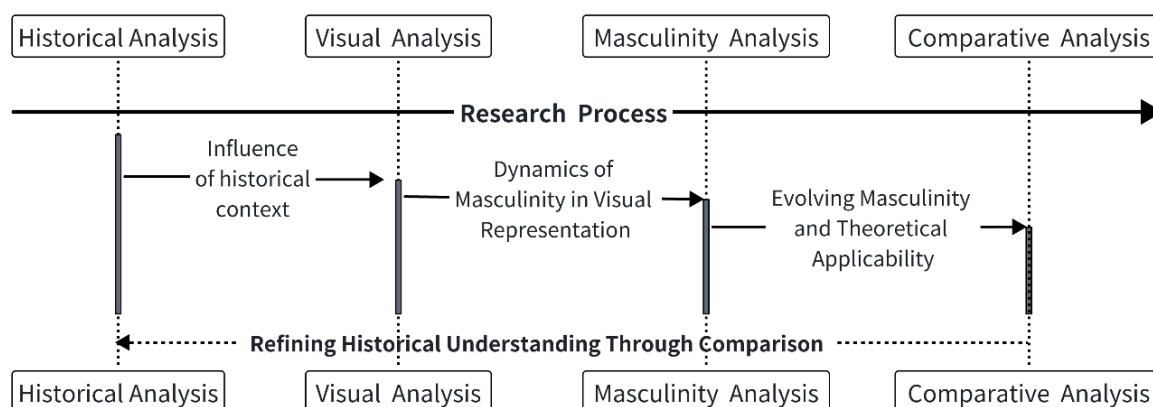 Historical Analysis
Visual Analysis
Masculinity Analysis
Comparative Analysis
Research Process
Influence
of historical
context
Dynamics of
Masculinity in Visual
Representation
Evolving Masculinity
and Theoretical
Applicability
Refining Historical Understanding Through Comparison
Historical Analysis
Visual Analysis
Masculinity Analysis
Comparative Analysis